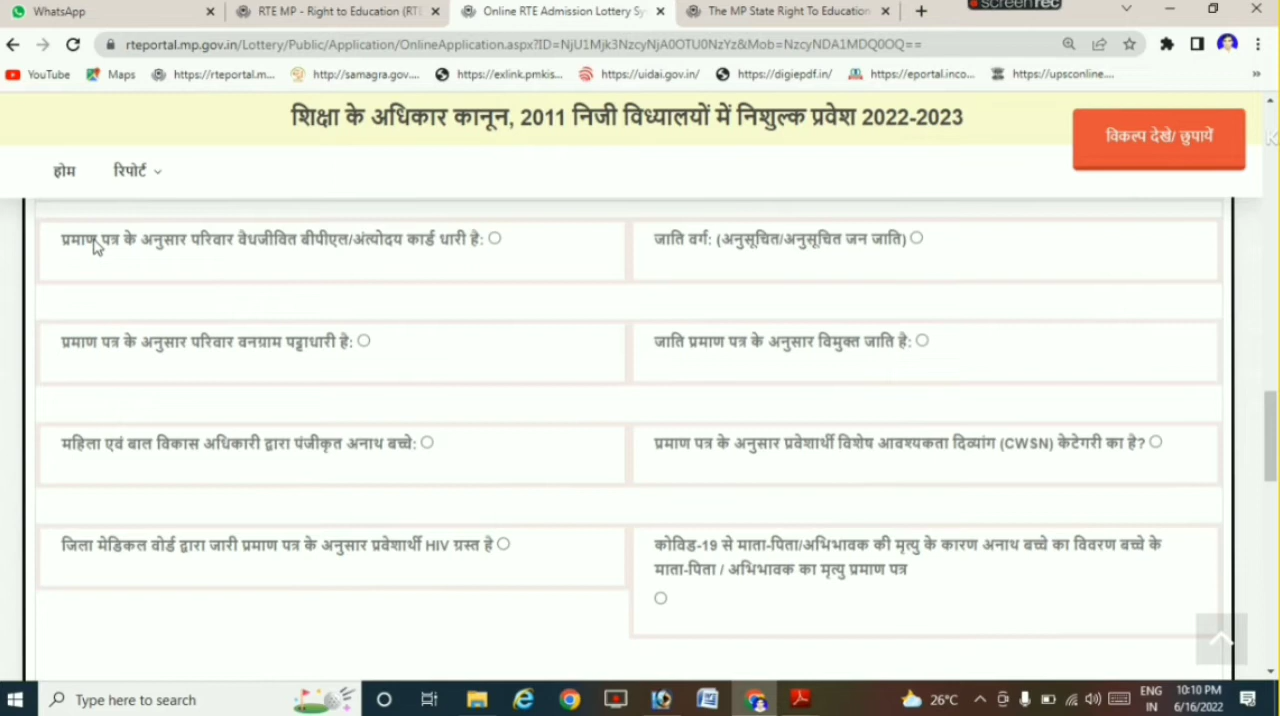 WhatsApp
RTE MP - Right to Education (RTE
Online RTE Admission Lottery Sy
The MP State Right To Education
screenrec
rteportal.mp.gov.in/Lottery/Public/Application/OnlineApplication.aspx?ID=NjU1Mjk3NzcyNjA0OTU0NzYz&Mob=NzcyNDA1MDQ0OQ==
YouTube
Maps
https://rteportal.m...
http://samagra.gov....
https://exlink.pmkis...
https://uidai.gov.in/
https://digiepdf.in/
https://eportal.inco...
https://upsconline....
»
शिक्षा के अधिकार कानून, 2011 निजी विध्यालयों में निशुल्क प्रवेश 2022-2023
विकल्प देखे/ छुपायें
होम
रिपोर्ट
प्रमाण पत्र के अनुसार परिवार वैधजीवित बीपीएल/अंत्योदय कार्ड धारी है:
जाति वर्ग: (अनुसूचित/अनुसूचित जन जाति)
प्रमाण पत्र के अनुसार परिवार वनग्राम पट्टाधारी है:
जाति प्रमाण पत्र के अनुसार विमुक्त जाति है:
महिला एवं बाल विकास अधिकारी द्वारा पंजीकृत अनाथ बच्चे:
प्रमाण पत्र के अनुसार प्रवेशार्थी विशेष आवश्यकता दिव्यांग (CWSN) केटेगरी का है?
जिला मेडिकल वोर्ड द्वारा जारी प्रमाण पत्र के अनुसार प्रवेशार्थी HIV ग्रस्त हे
कोविड-19 से माता-पिता/अभिभावक की मृत्यु के कारण अनाथ बच्चे का विवरण बच्चे के
माता-पिता / अभिभावक का मृत्यु प्रमाण पत्र
Type here to search
26°C
ENG
IN
10:10 PM
6/16/2022